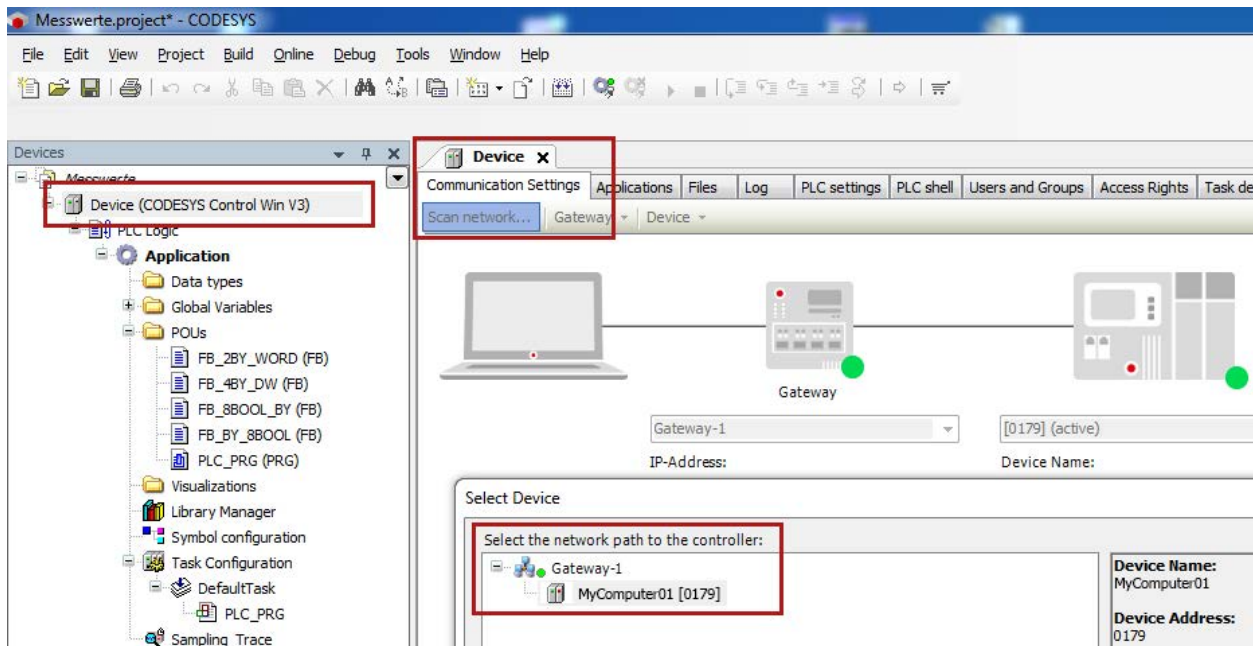 Messwerte.project* - CODESYS
File Edit View Project Build Online Debug Tools Window Help
Devices
Messwerte
Device (CODESYS Control Win V3)
PLC Logic
Application
Data types
Global Variables
POUs
FB_2BY_WORD (FB)
FB_4BY_DW (FB)
FB_8BOOL_BY (FB)
FB_BY_8BOOL (FB)
PLC_PRG (PRG)
Visualizations
Library Manager
Symbol configuration
Task Configuration
DefaultTask
PLC_PRG
Sampling_Trace
Device
Communication Settings Applications Files Log PLC settings PLC shell Users and Groups Access Rights Task de
Scan network... Gateway Device
Gateway
Gateway-1 [0179] (active)
IP-Address: Device Name:
Select Device
Select the network path to the controller:
Gateway-1
MyComputer01 [0179]
Device Name:
MyComputer01
Device Address:
0179